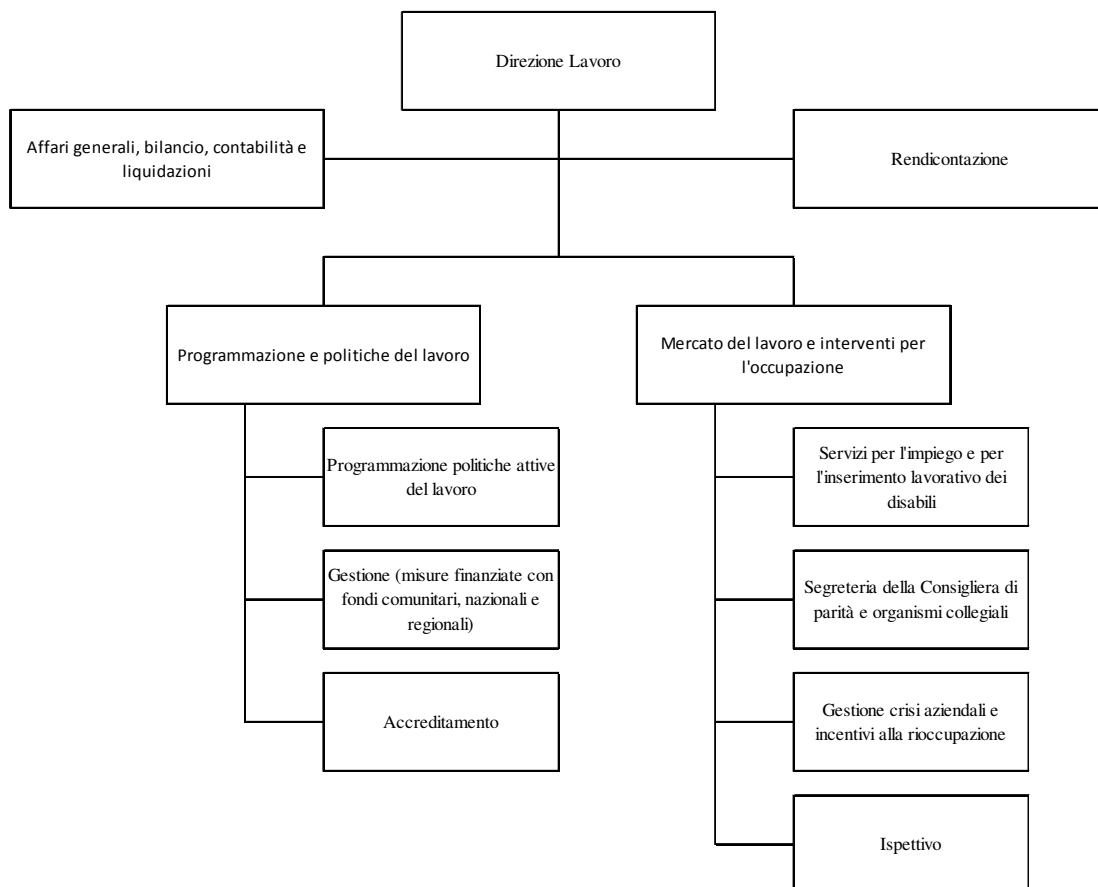 Direzione Lavoro
Affari generali, bilancio, contabilità e
liquidazioni
Rendicontazione
Programmazione e politiche del lavoro
Mercato del lavoro e interventi per
l'occupazione
Programmazione politiche attive
del lavoro
Gestione (misure finanziate con
fondi comunitari, nazionali e
regionali)
Accreditamento
Servizi per l'impiego e per
l'inserimento lavorativo dei
disabili
Segreteria della Consigliera di
parità e organismi collegiali
Gestione crisi aziendali e
incentivi alla rioccupazione
Ispettivo